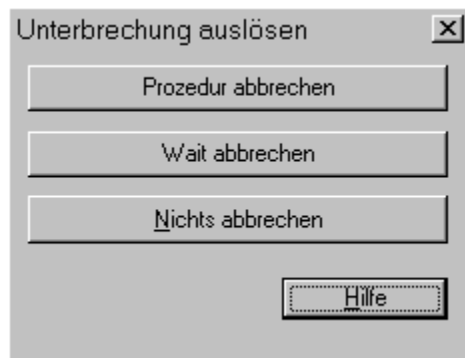 Unterbrechung auslösen
Prozedur abbrechen
Wait abbrechen
Nichts abbrechen
Hilfe